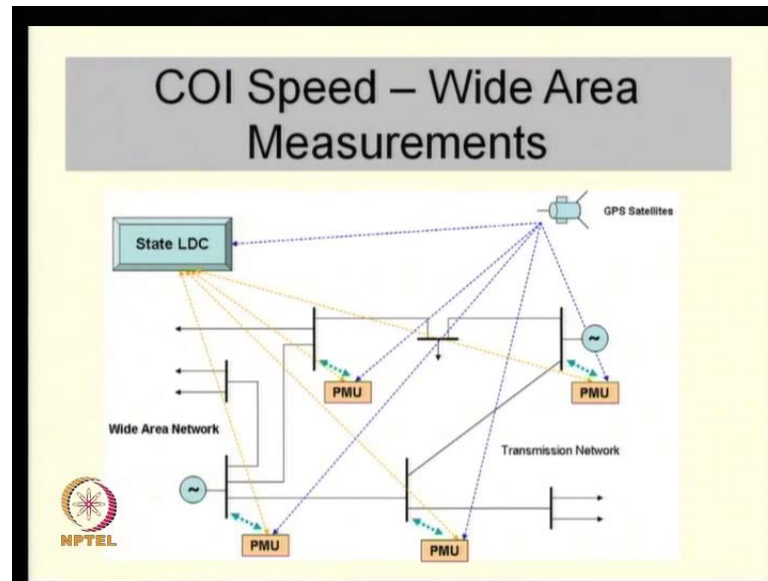 COI Speed – Wide Area
Measurements
GPS Satellites
State LDC
~
PMU
PMU
Wide Area Network
Transmission Network
~
PMU
PMU
NPTEL